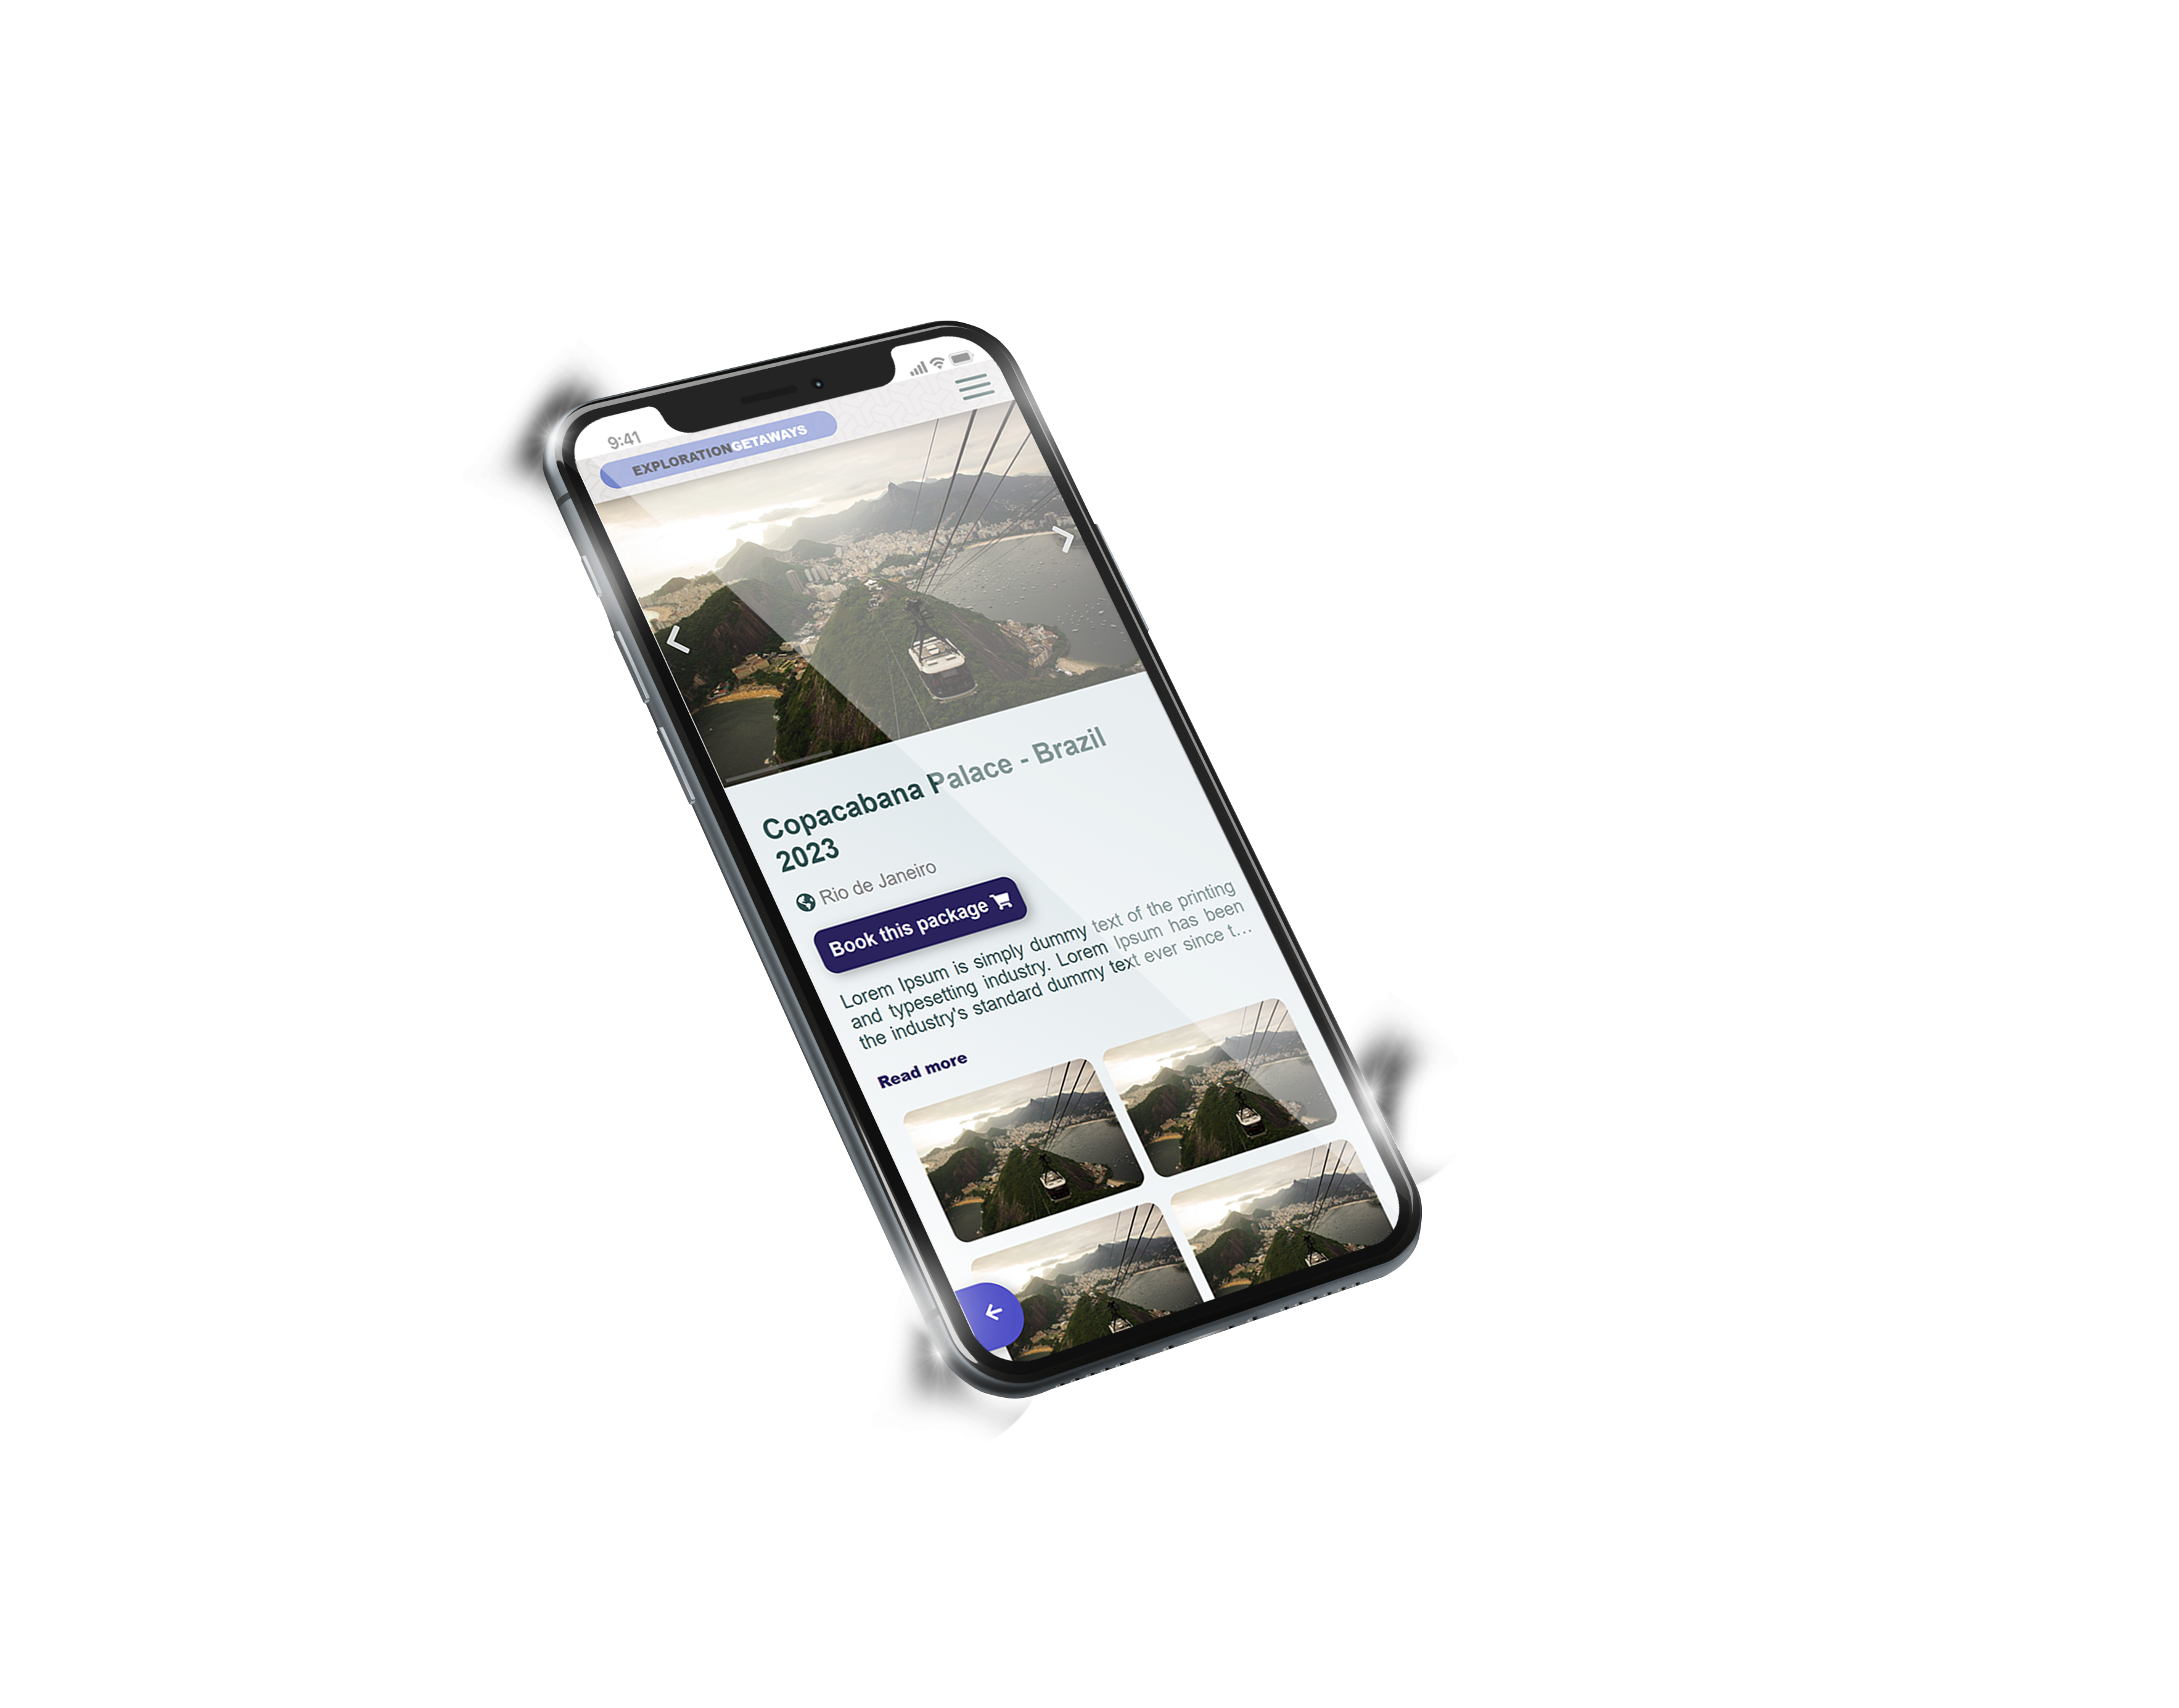 9:41
EXPLORATIONGETAWAYS
Copacabana Palace - Brazil
2023
Rio de Janeiro
Book this package
Lorem Ipsum is simply dummy text of the printing
and typesetting industry. Lorem Ipsum has been
the industry's standard dummy text ever since t...
Read more